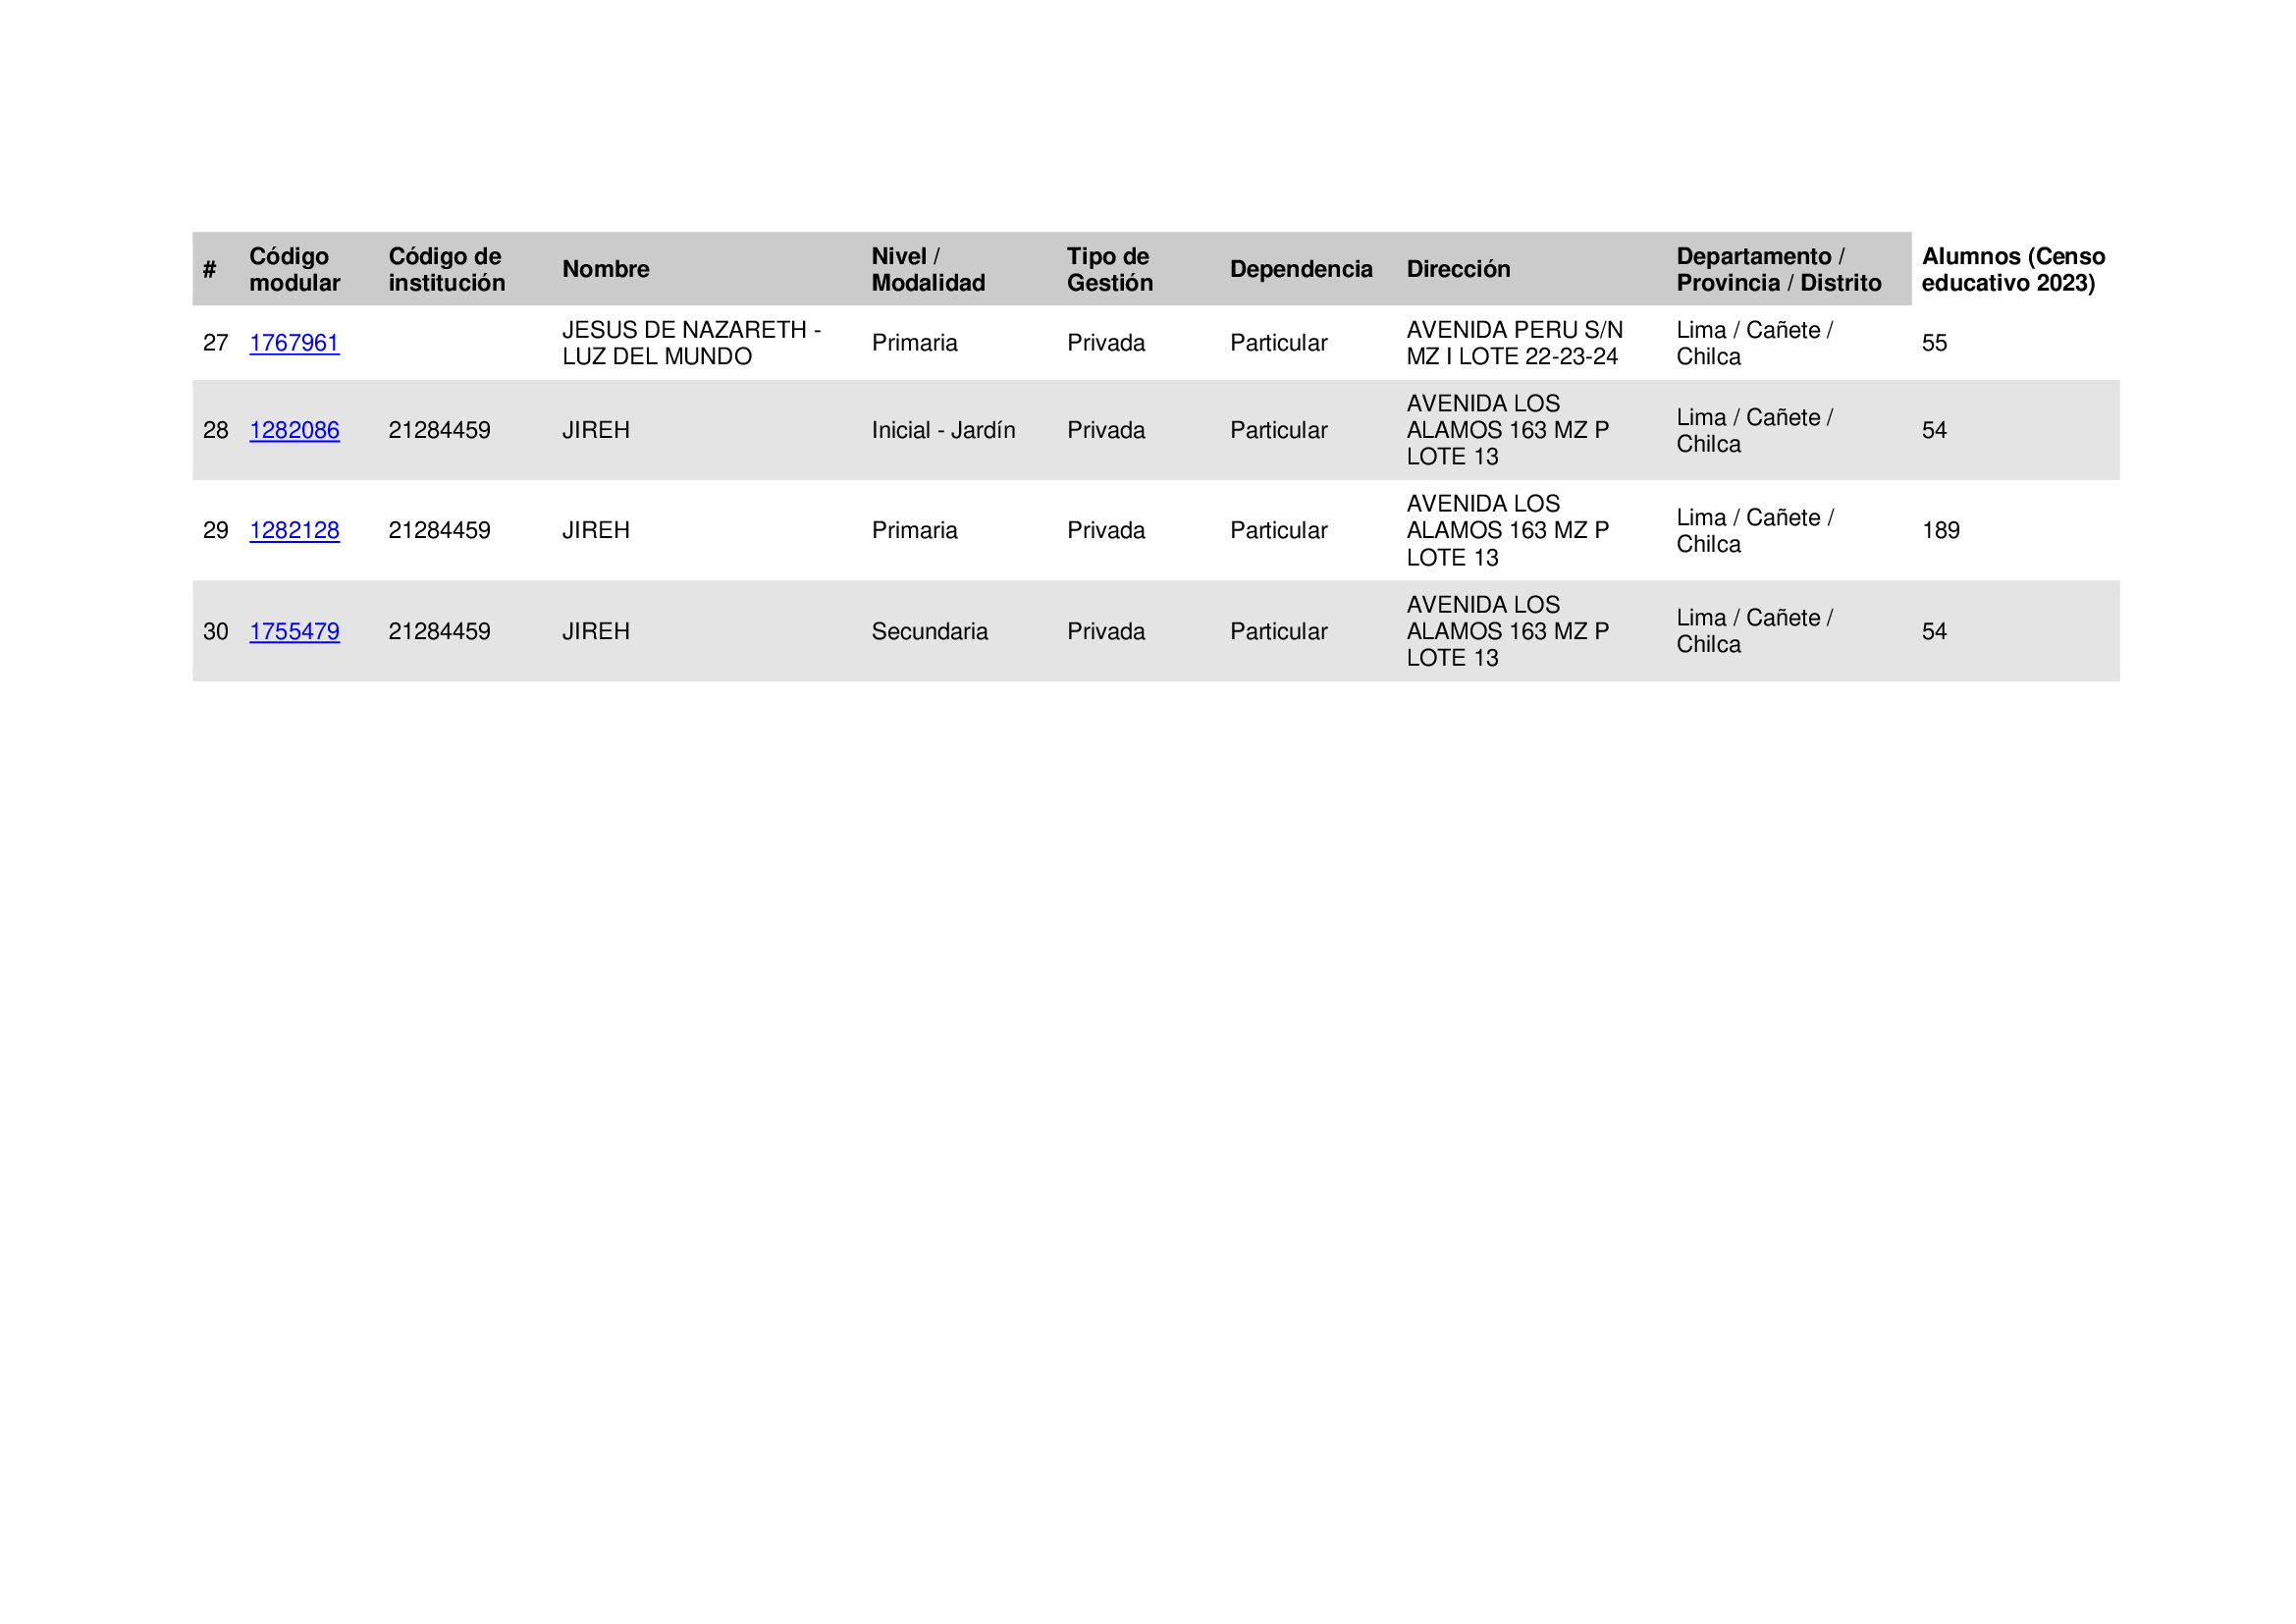 # Código modular Código de institución Nombre Nivel / Modalidad Tipo de Gestión Dependencia Dirección Departamento / Provincia / Distrito Alumnos (Censo educativo 2023)
27 1767961 JESUS DE NAZARETH - LUZ DEL MUNDO Primaria Privada Particular AVENIDA PERU S/N MZ I LOTE 22-23-24 Lima / Cañete / Chilca 55
28 1282086 21284459 JIREH Inicial - Jardín Privada Particular AVENIDA LOS ALAMOS 163 MZ P LOTE 13 Lima / Cañete / Chilca 54
29 1282128 21284459 JIREH Primaria Privada Particular AVENIDA LOS ALAMOS 163 MZ P LOTE 13 Lima / Cañete / Chilca 189
30 1755479 21284459 JIREH Secundaria Privada Particular AVENIDA LOS ALAMOS 163 MZ P LOTE 13 Lima / Cañete / Chilca 54